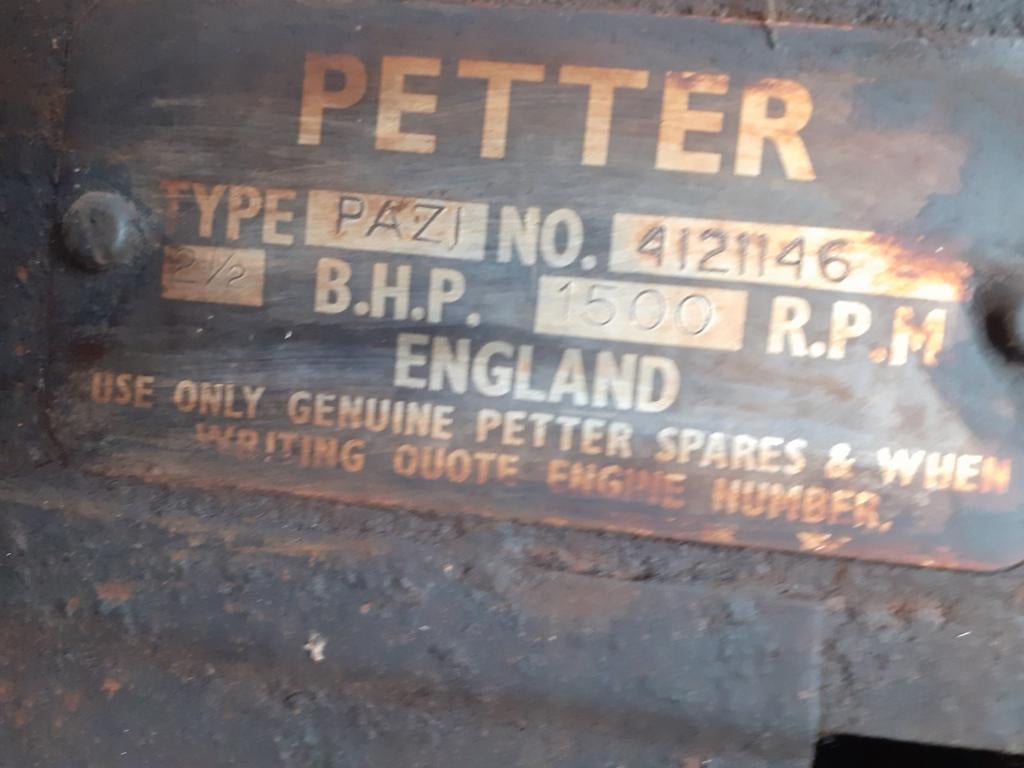 PETTER
TYPE PAZ1 NO. 4121146
2½ B.H.P. 1500 R.P.M
ENGLAND
USE ONLY GENUINE PETTER SPARES & WHEN
WRITING QUOTE ENGINE NUMBER.